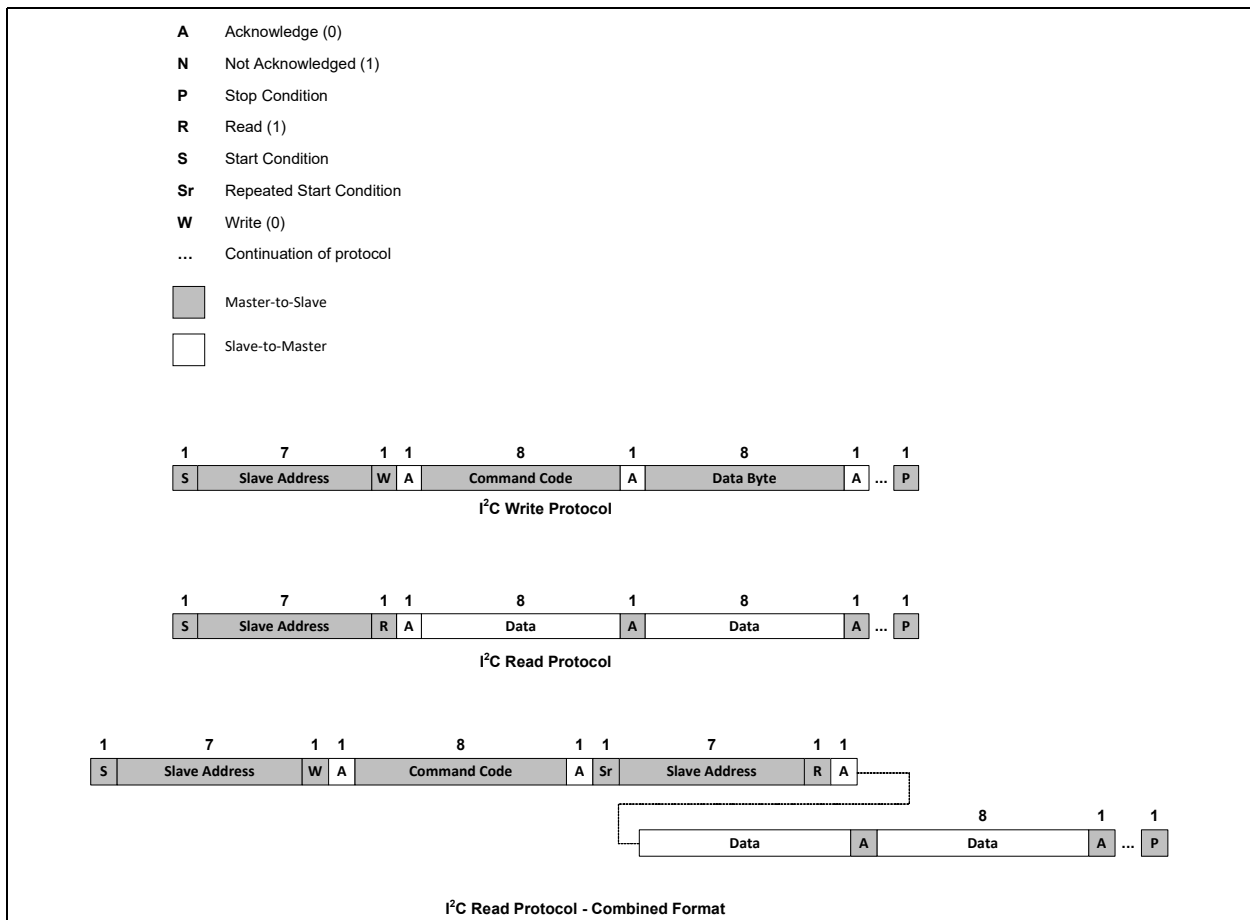 A Acknowledge (0)
N Not Acknowledged (1)
P Stop Condition
R Read (1)
S Start Condition
Sr Repeated Start Condition
W Write (0)
... Continuation of protocol
Master-to-Slave
Slave-to-Master
1 7 1 1 8 1 8 1 1
S Slave Address W A Command Code A Data Byte A ... P
I²C Write Protocol
1 7 1 1 8 1 8 1 1
S Slave Address R A Data A Data A ... P
I²C Read Protocol
1 7 1 1 8 1 1 7 1 1
S Slave Address W A Command Code A Sr Slave Address R A
8 1 1
Data A Data A ... P
I²C Read Protocol - Combined Format